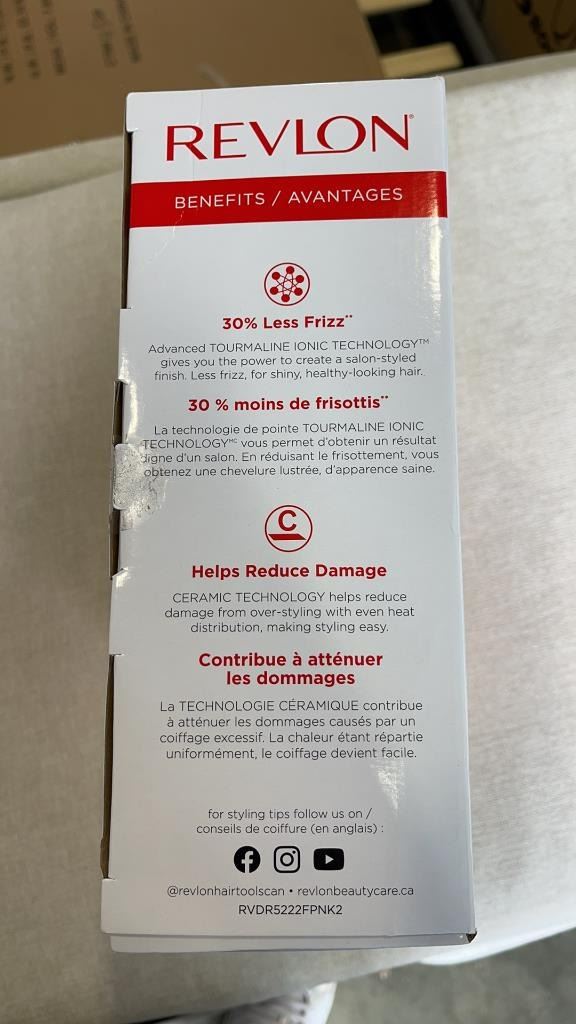 REVLON®
BENEFITS / AVANTAGES
30% Less Frizz**
Advanced TOURMALINE IONIC TECHNOLOGY™
gives you the power to create a salon-styled
finish. Less frizz, for shiny, healthy-looking hair.
30 % moins de frisottis**
La technologie de pointe TOURMALINE IONIC
TECHNOLOGY MC vous permet d'obtenir un résultat
digne d'un salon. En réduisant le frisottement, vous
obtenez une chevelure lustrée, d'apparence saine.
C
Helps Reduce Damage
CERAMIC TECHNOLOGY helps reduce
damage from over-styling with even heat
distribution, making styling easy.
Contribue à atténuer
les dommages
La TECHNOLOGIE CÉRAMIQUE contribue
à atténuer les dommages causés par un
coiffage excessif. La chaleur étant répartie
uniformément, le coiffage devient facile.
for styling tips follow us on /
conseils de coiffure (en anglais) :
@revlonhairtoolscan • revlonbeautycare.ca
RVDR5222FPNK2